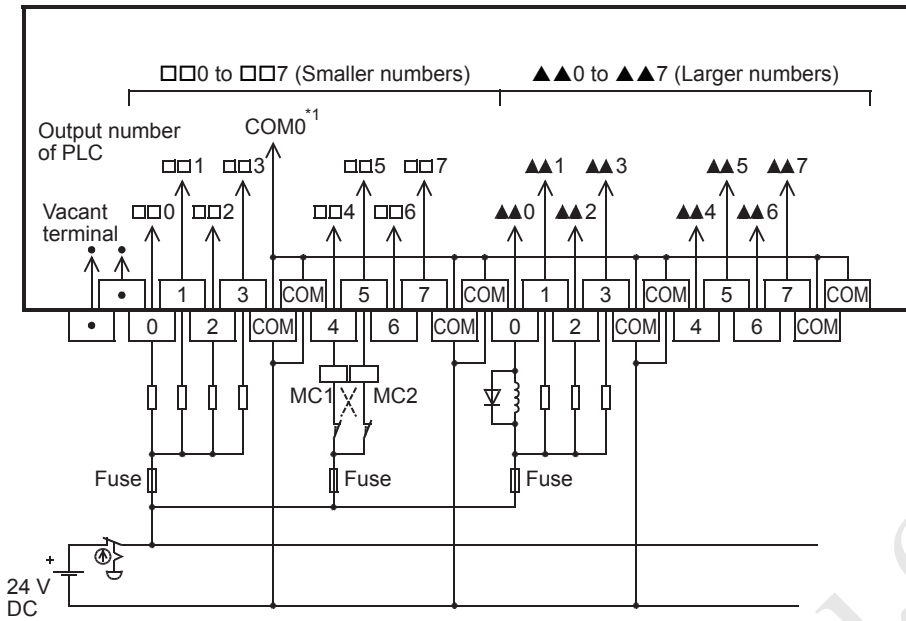 □□0 to □□7 (Smaller numbers) ▲▲0 to ▲▲7 (Larger numbers)
Output number
of PLC
COM0*1
□□1 □□3 □□5 □□7 ▲▲1 ▲▲3 ▲▲5 ▲▲7
Vacant
terminal
□□0 □□2 □□4 □□6 ▲▲0 ▲▲2 ▲▲4 ▲▲6
• 1 3 COM 5 7 COM 1 3 COM 5 7 COM
• 0 2 COM 4 6 COM 0 2 COM 4 6 COM
MC1 MC2
Fuse Fuse Fuse
+
24 V
DC